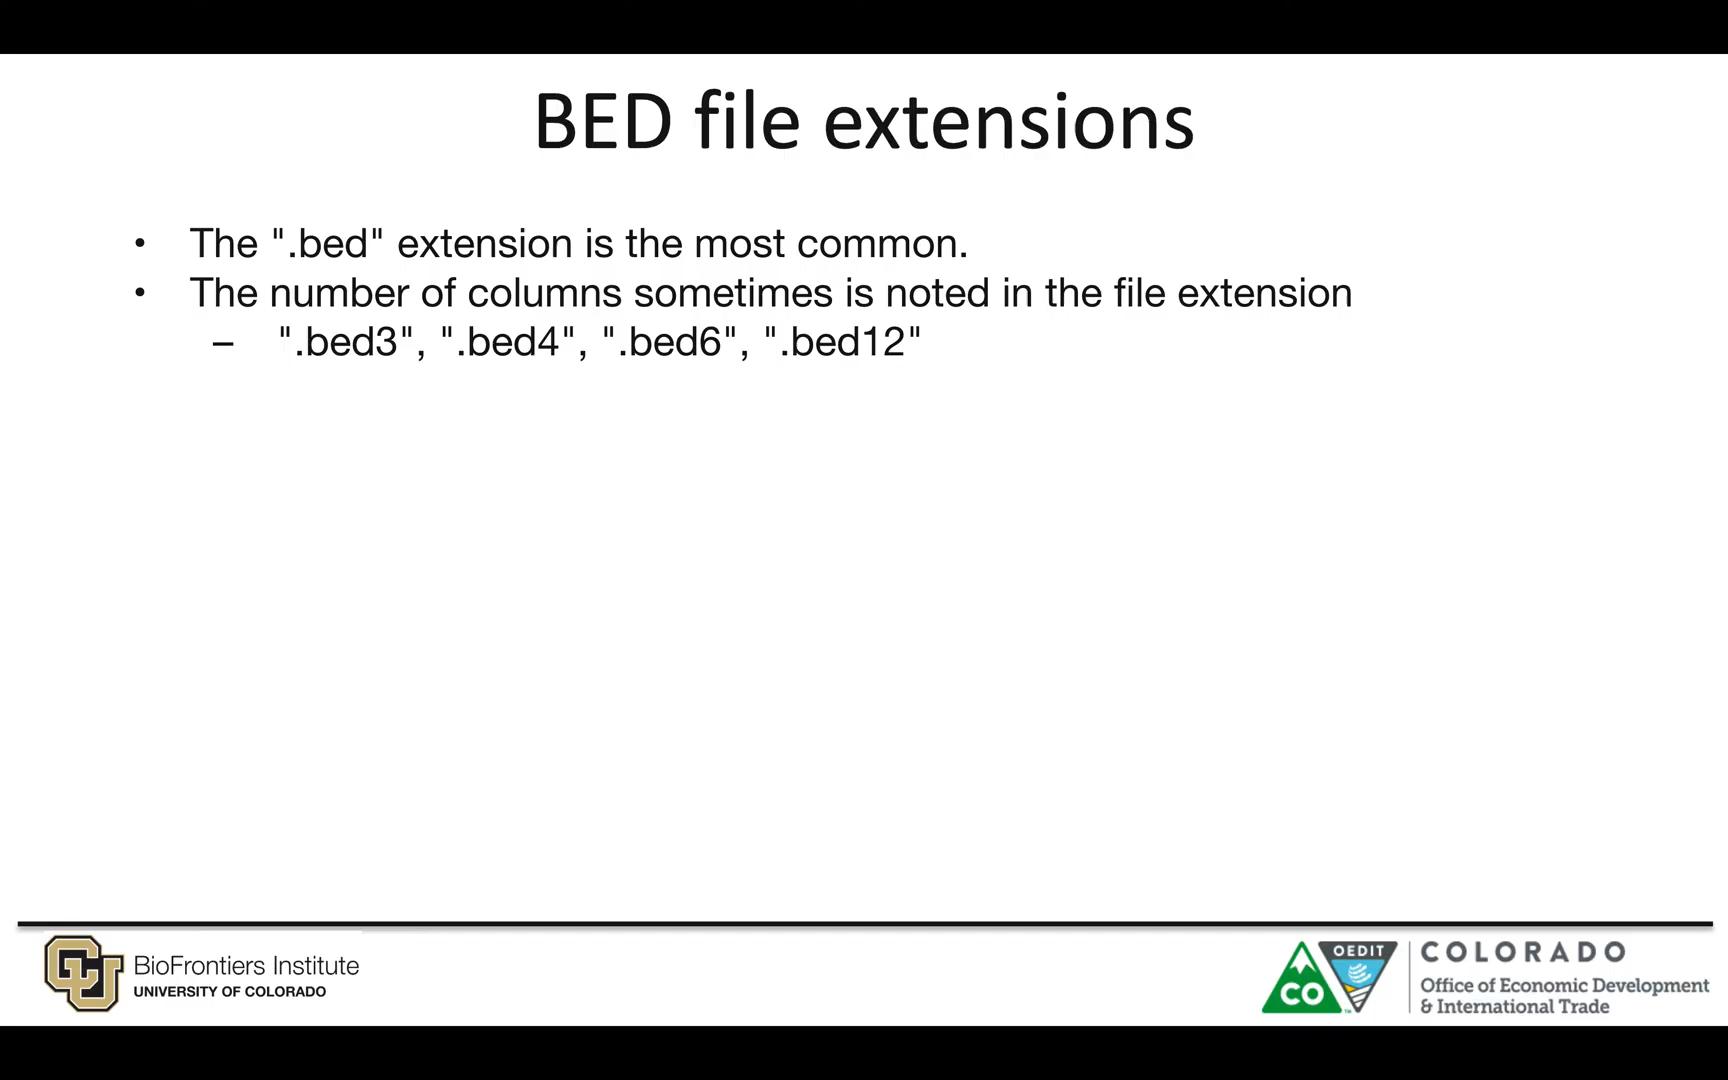 BED file extensions
• The ".bed" extension is the most common.
• The number of columns sometimes is noted in the file extension
– ".bed3", ".bed4", ".bed6", ".bed12"
CU
BioFrontiers Institute
UNIVERSITY OF COLORADO
OEDIT
CO
TM
COLORADO
Office of Economic Development
& International Trade